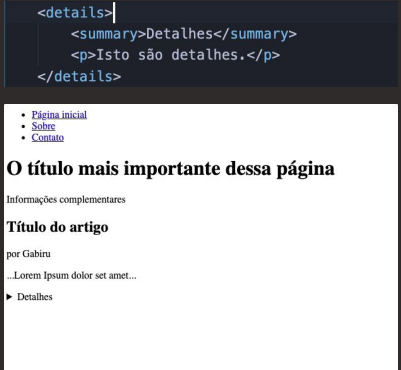 <details>
<summary>Detalhes</summary>
<p>Isto são detalhes.</p>
</details>
Página inicial
Sobre
Contato
O título mais importante dessa página
Informações complementares
Título do artigo
por Gabiru
...Lorem Ipsum dolor set amet...
Detalhes